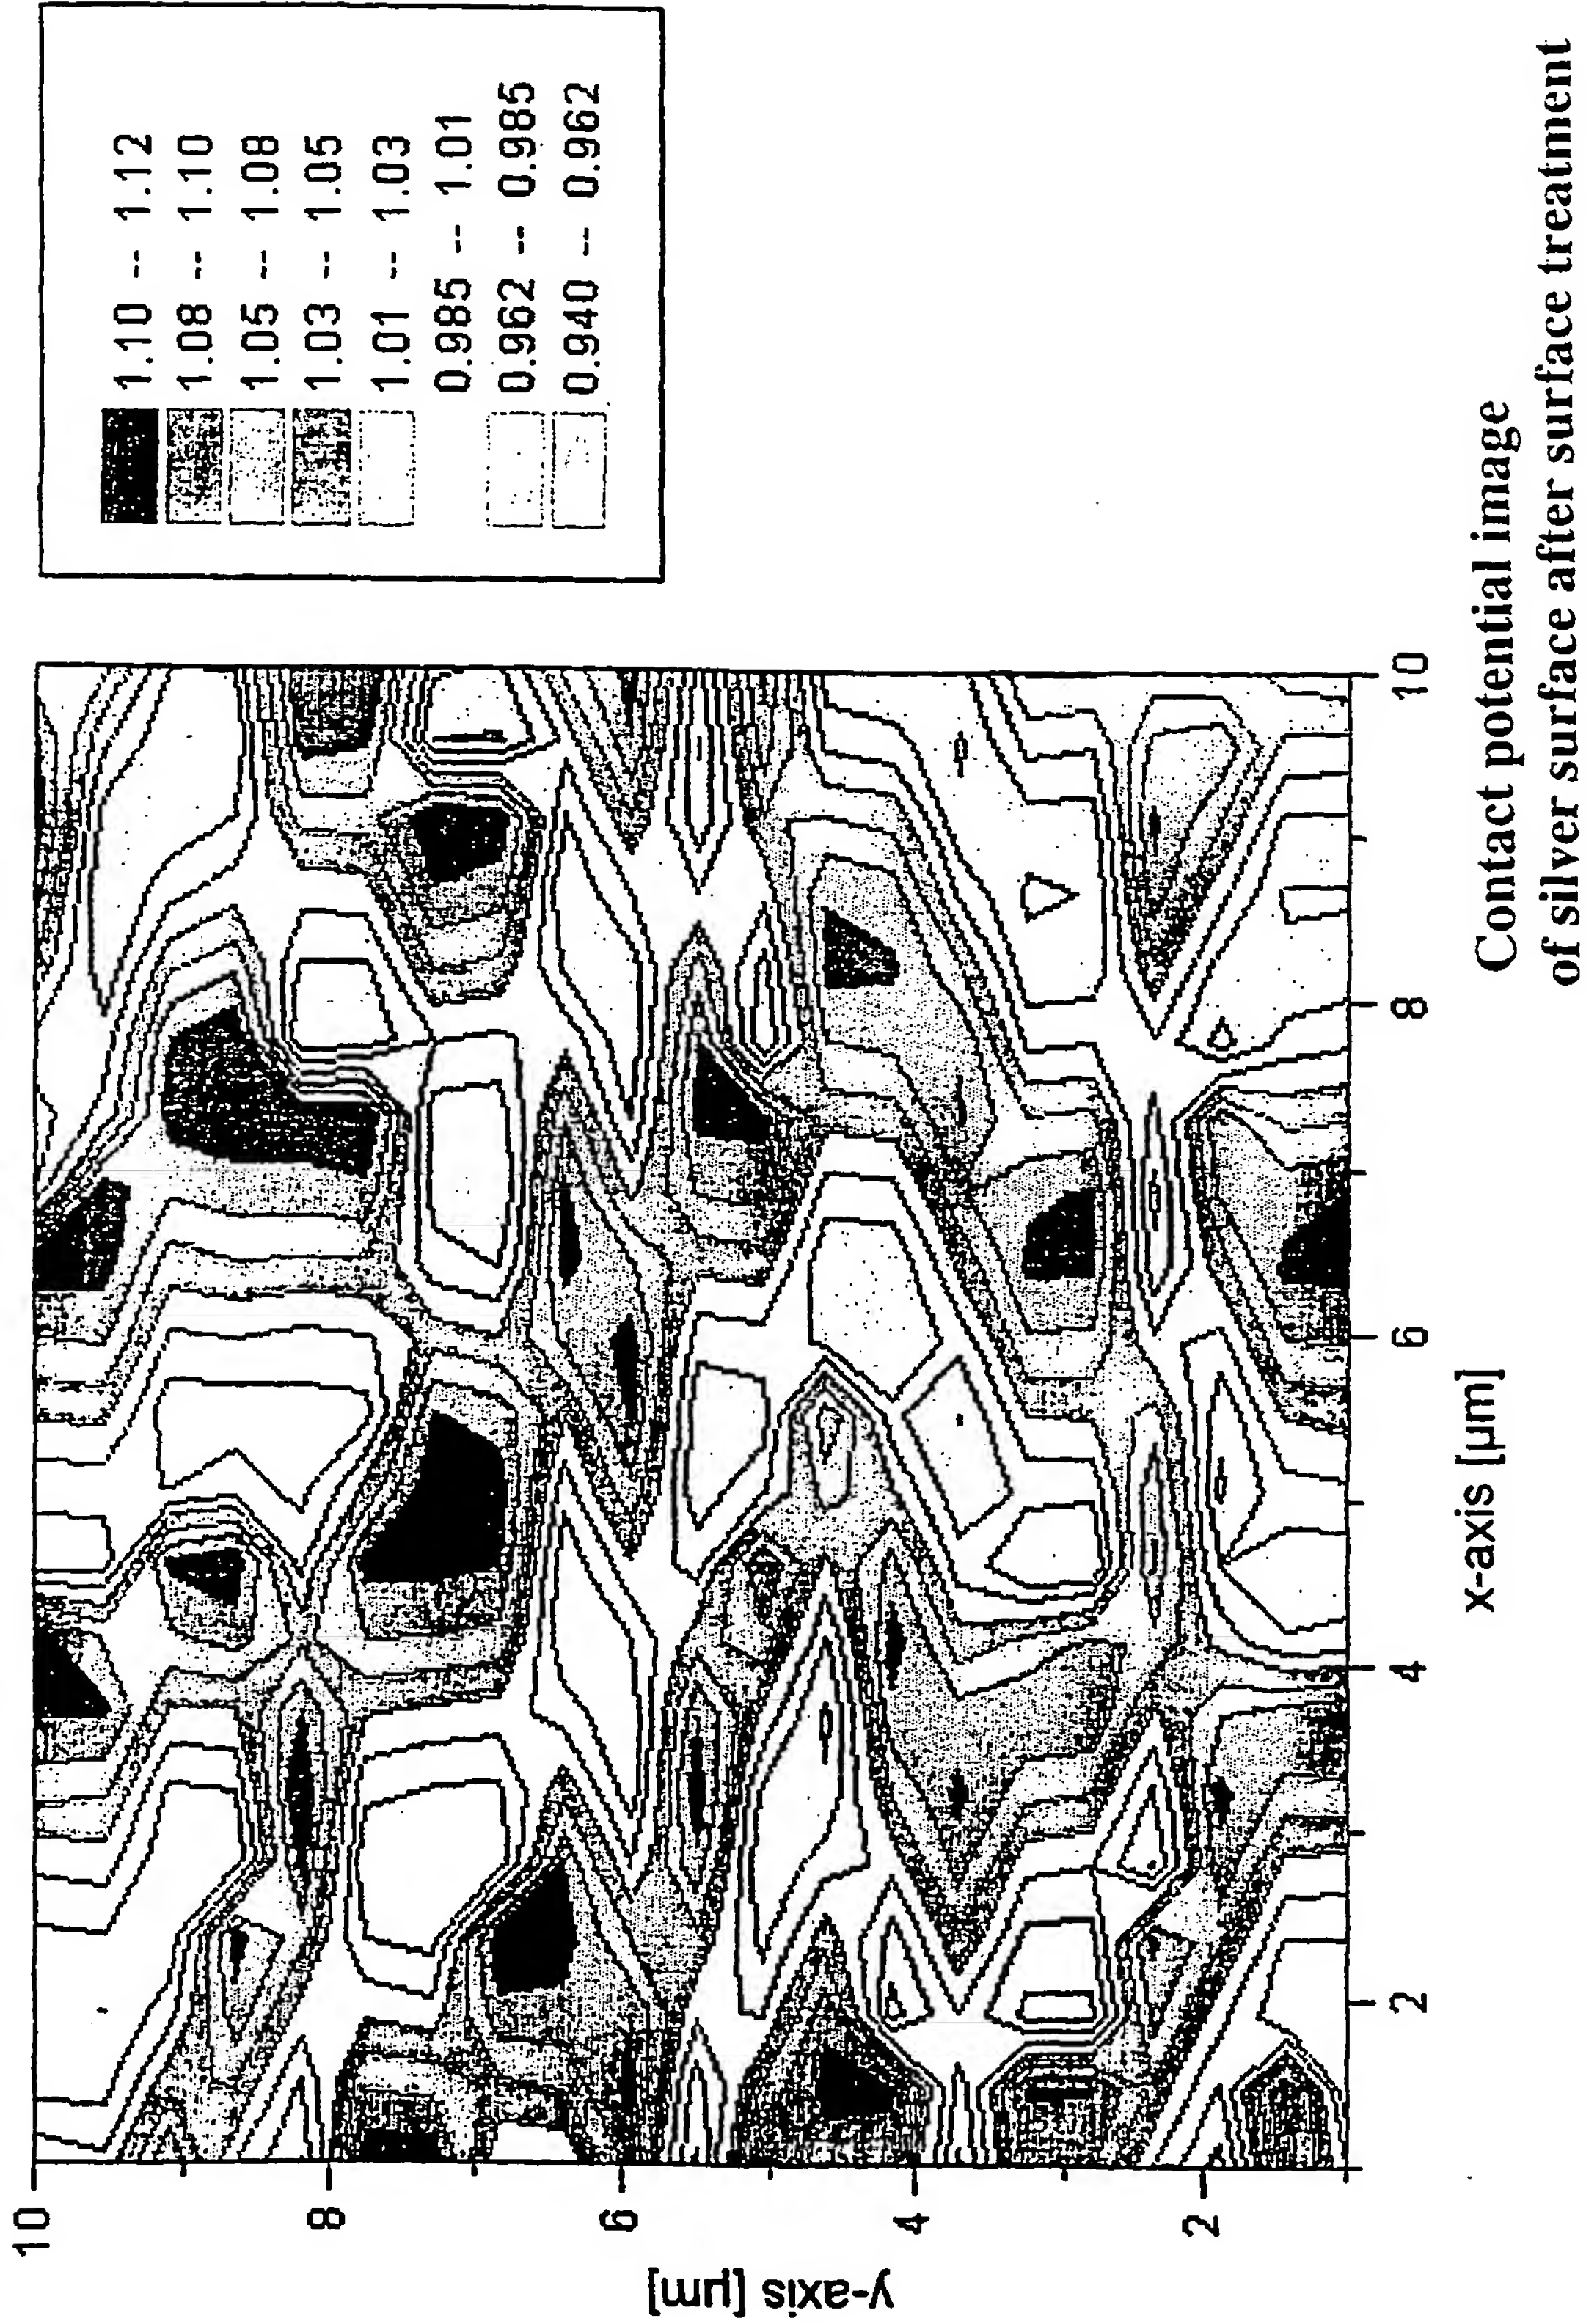 1.10 -- 1.12
1.08 -- 1.10
1.05 -- 1.08
1.03 -- 1.05
1.01 -- 1.03
0.985 -- 1.01
0.962 -- 0.985
0.940 -- 0.962
10
8
6
4
2
y-axis [µm]
2
4
6
8
10
x-axis [µm]
Contact potential image
of silver surface after surface treatment